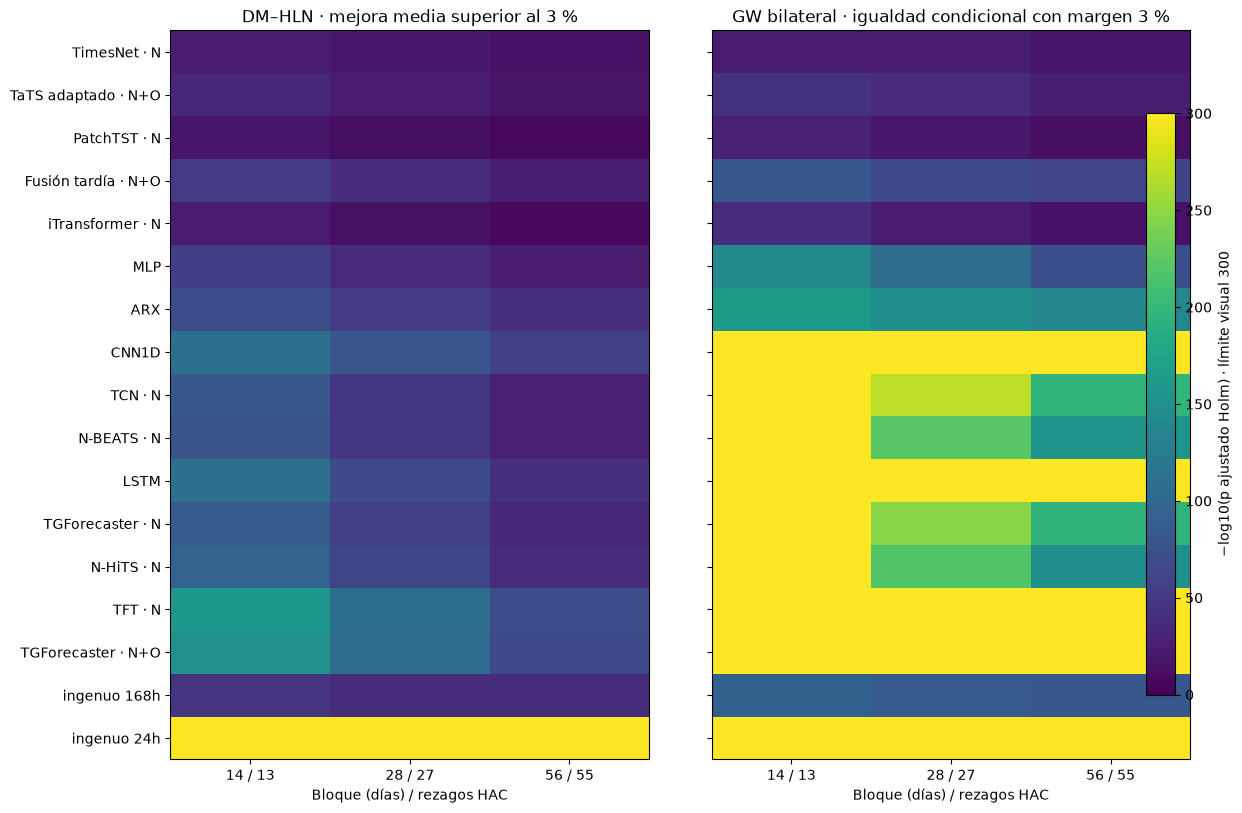 DM–HLN · mejora media superior al 3 %
GW bilateral · igualdad condicional con margen 3 %
TimesNet · N
TaTS adaptado · N+O
PatchTST · N
Fusión tardía · N+O
iTransformer · N
MLP
ARX
CNN1D
TCN · N
N-BEATS · N
LSTM
TGForecaster · N
N-HiTS · N
TFT · N
TGForecaster · N+O
ingenuo 168h
ingenuo 24h
14 / 13
28 / 27
56 / 55
Bloque (días) / rezagos HAC
14 / 13
28 / 27
56 / 55
Bloque (días) / rezagos HAC
300
250
200
150
100
50
0
−log10(p ajustado Holm) · límite visual 300